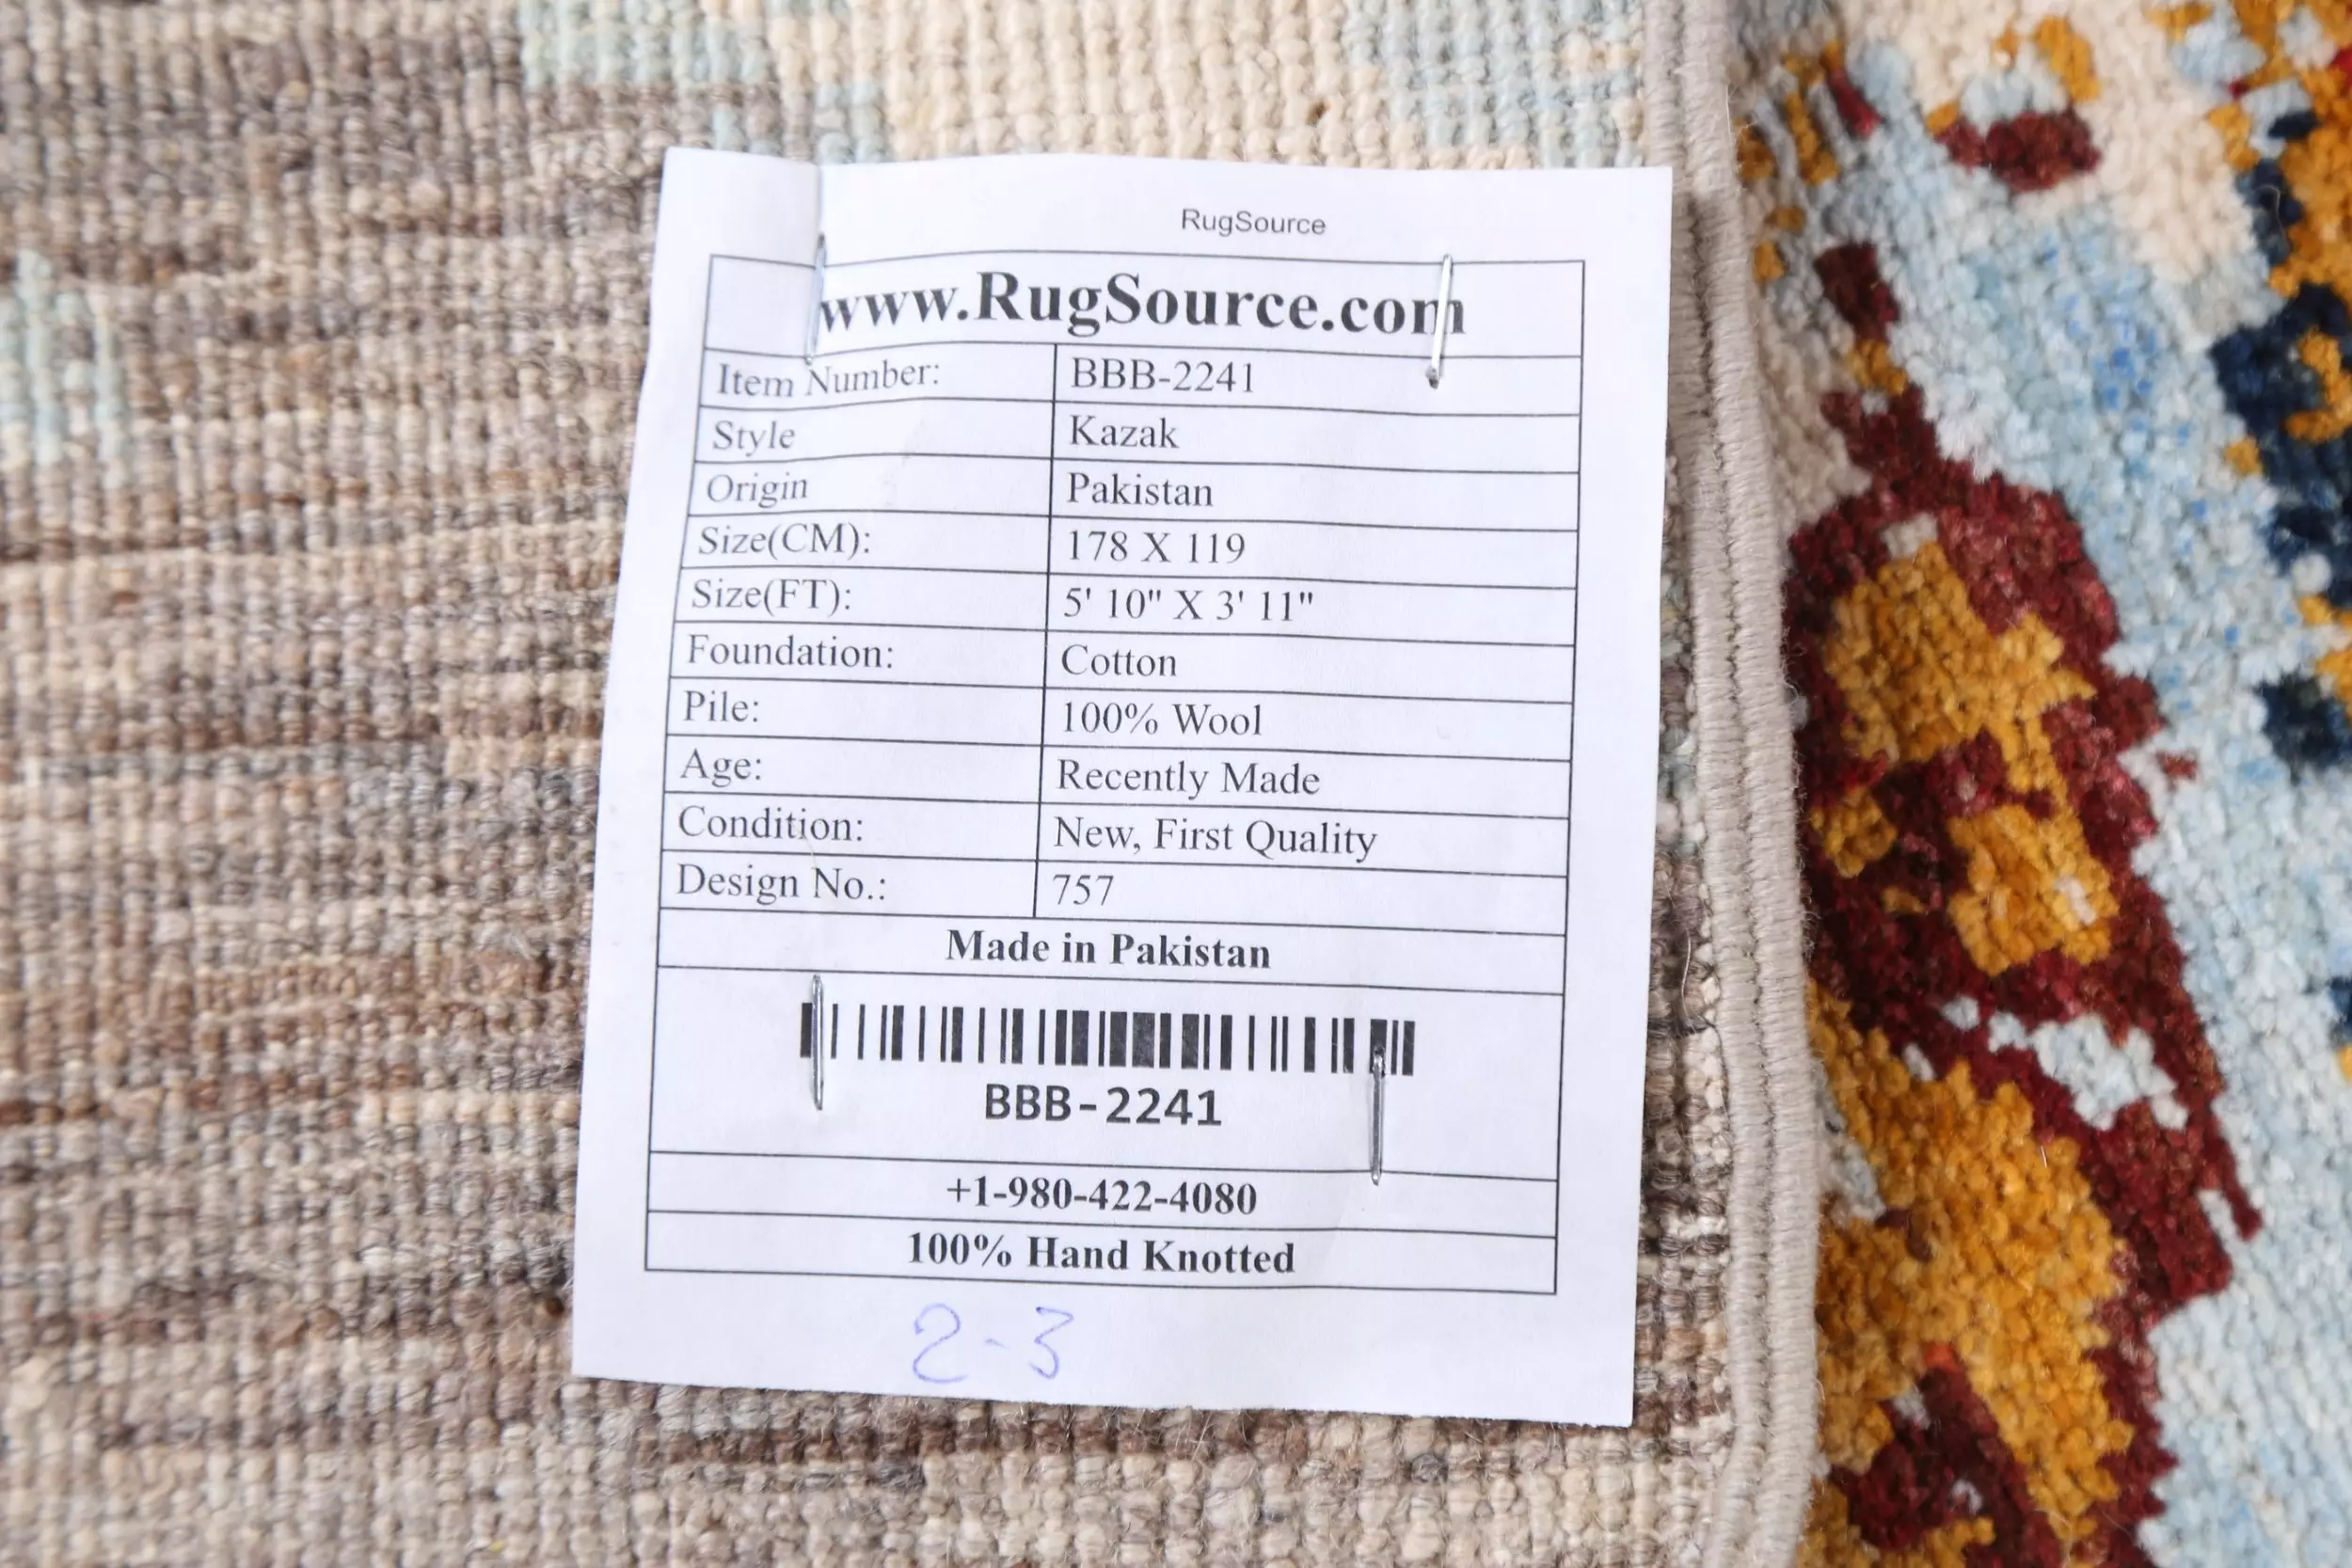 RugSource
www.RugSource.com
Item Number: BBB-2241
Style Kazak
Origin Pakistan
Size(CM): 178 X 119
Size(FT): 5' 10" X 3' 11"
Foundation: Cotton
Pile: 100% Wool
Age: Recently Made
Condition: New, First Quality
Design No.: 757
Made in Pakistan
BBB-2241
+1-980-422-4080
100% Hand Knotted
2-3